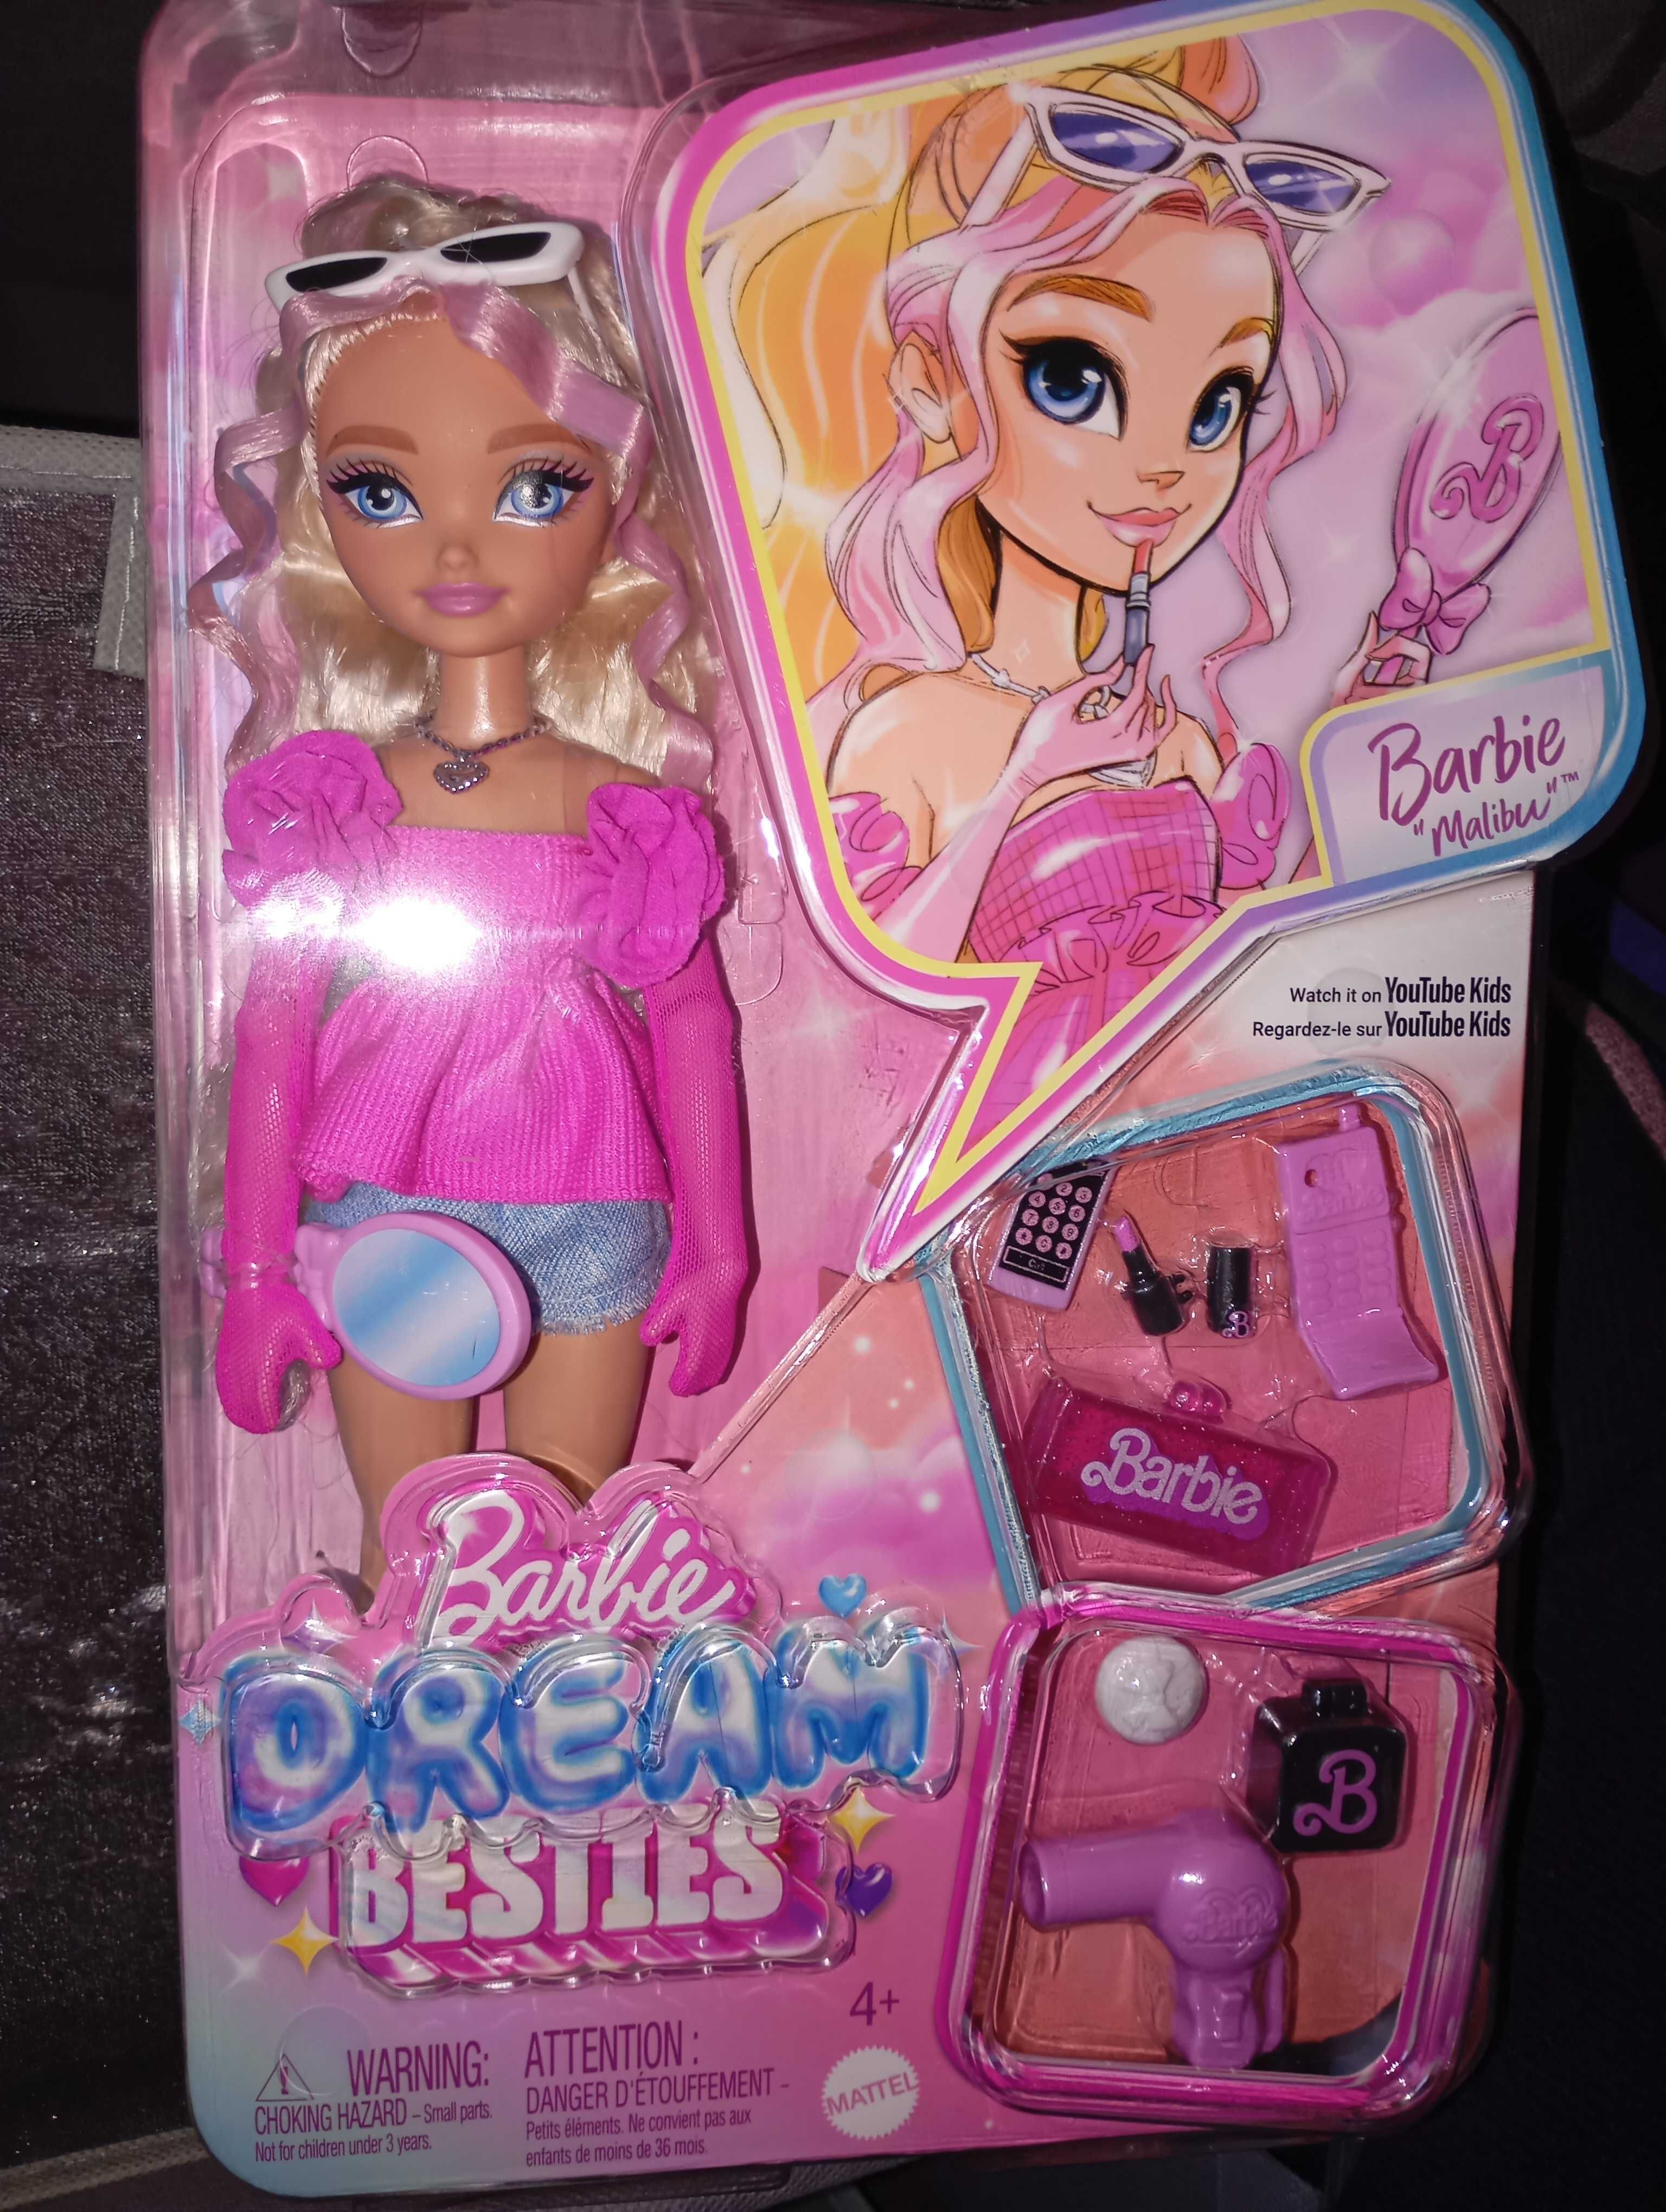 B
Barbie
"Malibu"™
Watch it on YouTube Kids
Regardez-le sur YouTube Kids
B
Barbie
Barbie
DREAM
BESTIES
B
Barbie
4+
WARNING:
CHOKING HAZARD – Small parts.
Not for children under 3 years.
ATTENTION :
DANGER D'ÉTOUFFEMENT –
Petits éléments. Ne convient pas aux
enfants de moins de 36 mois.
MATTEL